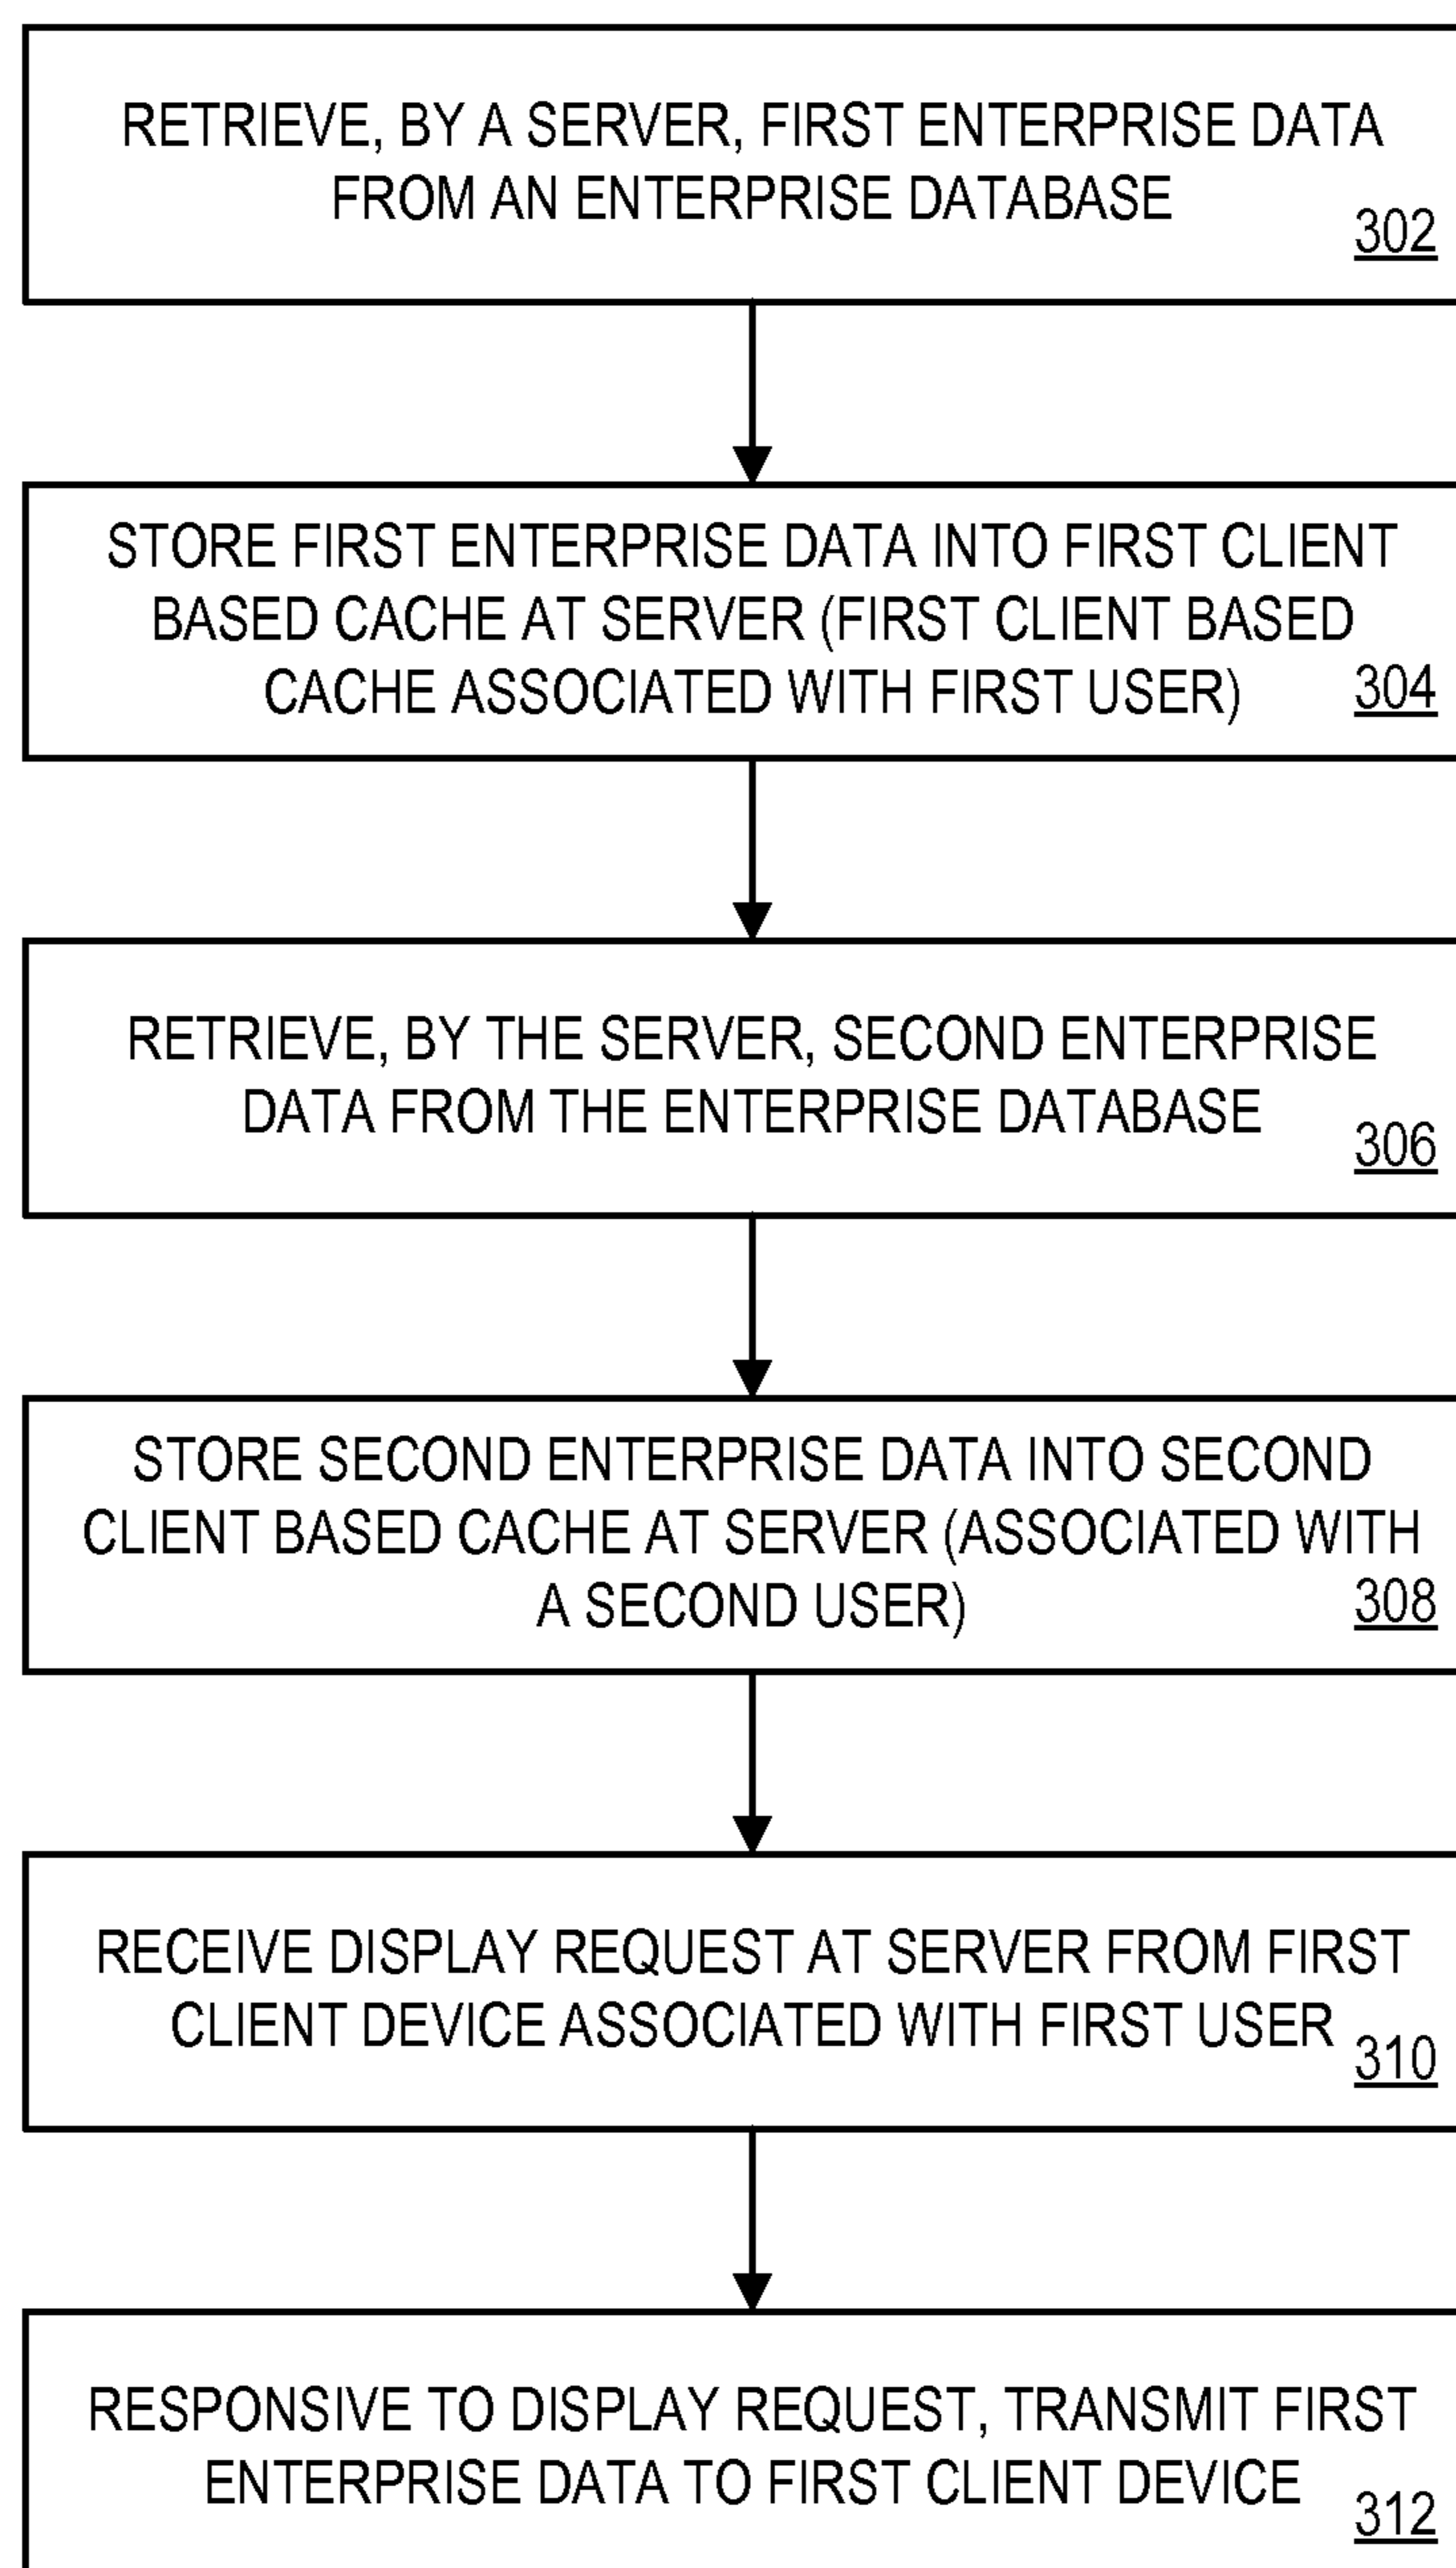 RETRIEVE, BY A SERVER, FIRST ENTERPRISE DATA
FROM AN ENTERPRISE DATABASE
302
STORE FIRST ENTERPRISE DATA INTO FIRST CLIENT
BASED CACHE AT SERVER (FIRST CLIENT BASED
CACHE ASSOCIATED WITH FIRST USER)
304
RETRIEVE, BY THE SERVER, SECOND ENTERPRISE
DATA FROM THE ENTERPRISE DATABASE
306
STORE SECOND ENTERPRISE DATA INTO SECOND
CLIENT BASED CACHE AT SERVER (ASSOCIATED WITH
A SECOND USER)
308
RECEIVE DISPLAY REQUEST AT SERVER FROM FIRST
CLIENT DEVICE ASSOCIATED WITH FIRST USER
310
RESPONSIVE TO DISPLAY REQUEST, TRANSMIT FIRST
ENTERPRISE DATA TO FIRST CLIENT DEVICE
312